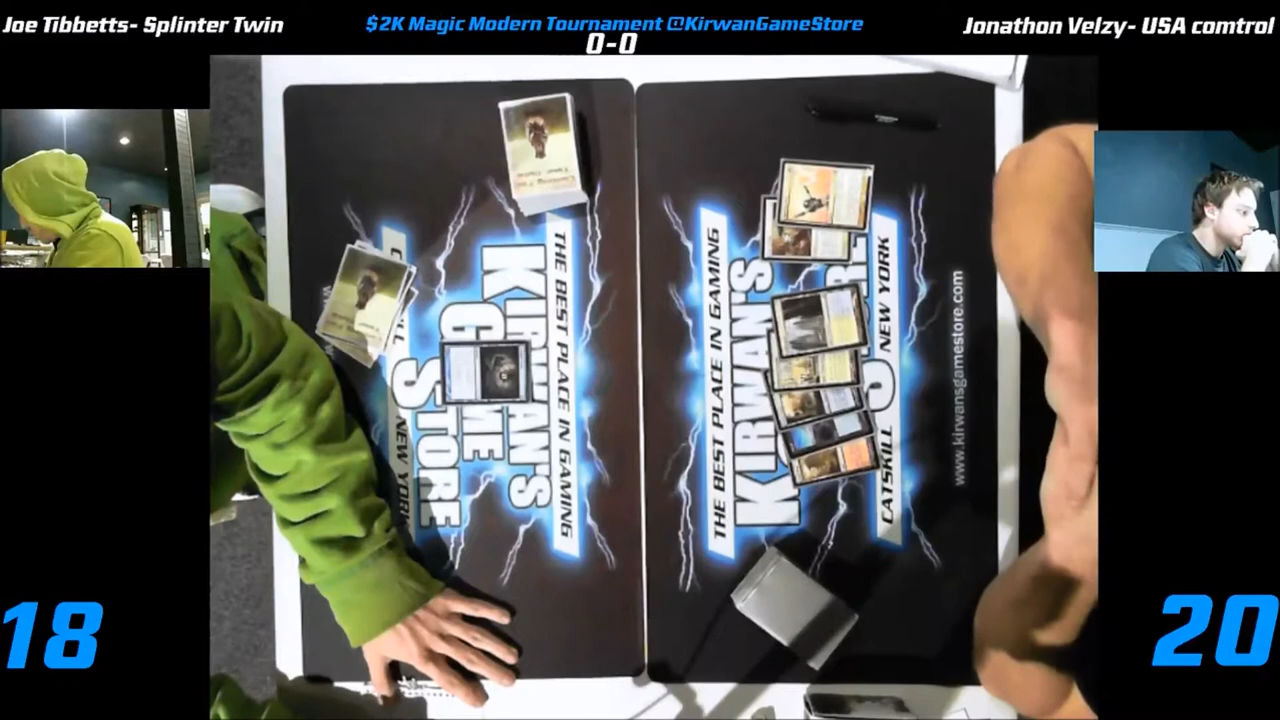 Joe Tibbetts- Splinter Twin
$2K Magic Modern Tournament @KirwanGameStore
Jonathon Velzy- USA comtrol
0-0
THE BEST PLACE IN GAMING
KIRWAN'S
GAME
STORE
NEW YORK
THE BEST PLACE IN GAMING
KIRWAN'S
CATSKILL
NEW YORK
www.kirwansgamestore.com
18
20